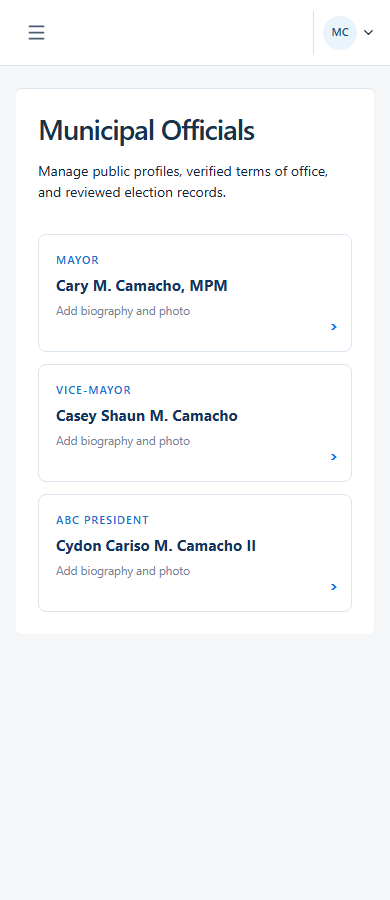 MC
Municipal Officials
Manage public profiles, verified terms of office,
and reviewed election records.
MAYOR
Cary M. Camacho, MPM
Add biography and photo
VICE-MAYOR
Casey Shaun M. Camacho
Add biography and photo
ABC PRESIDENT
Cydon Cariso M. Camacho II
Add biography and photo